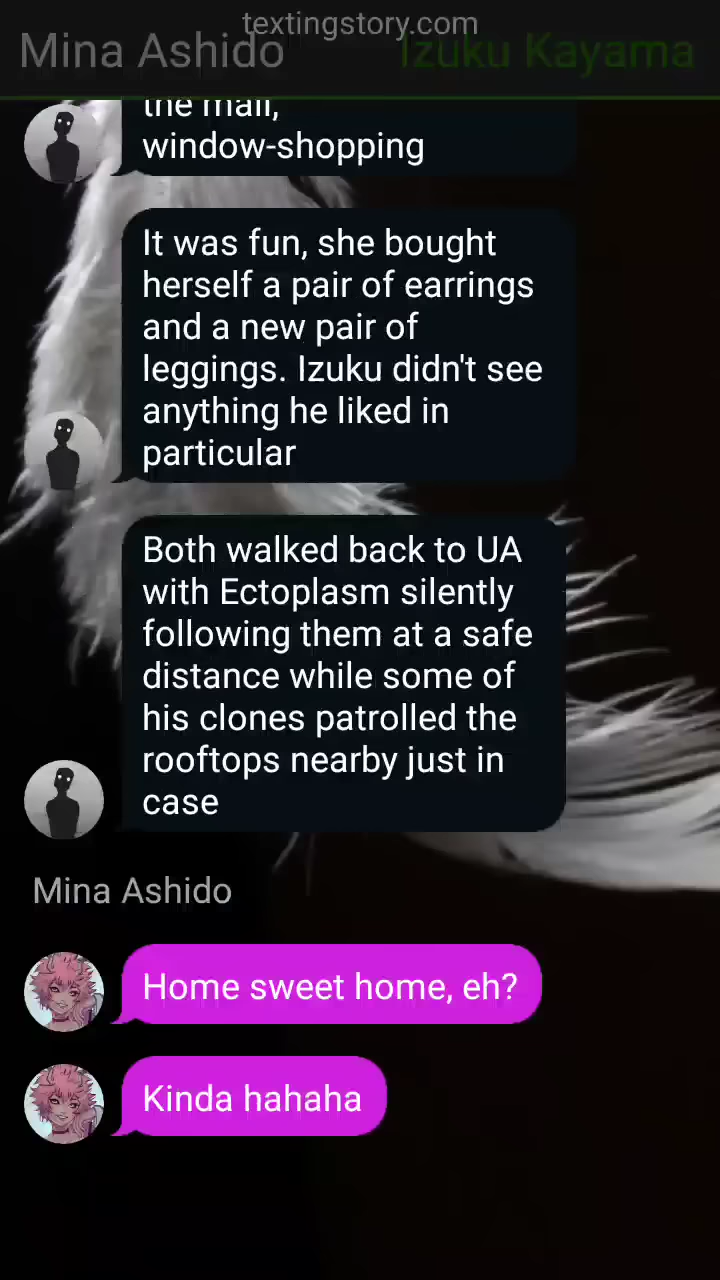 textingstory.com
Mina Ashido
Izuku Kayama
the mall,
window-shopping
It was fun, she bought
herself a pair of earrings
and a new pair of
leggings. Izuku didn't see
anything he liked in
particular
Both walked back to UA
with Ectoplasm silently
following them at a safe
distance while some of
his clones patrolled the
rooftops nearby just in
case
Mina Ashido
Home sweet home, eh?
Kinda hahaha